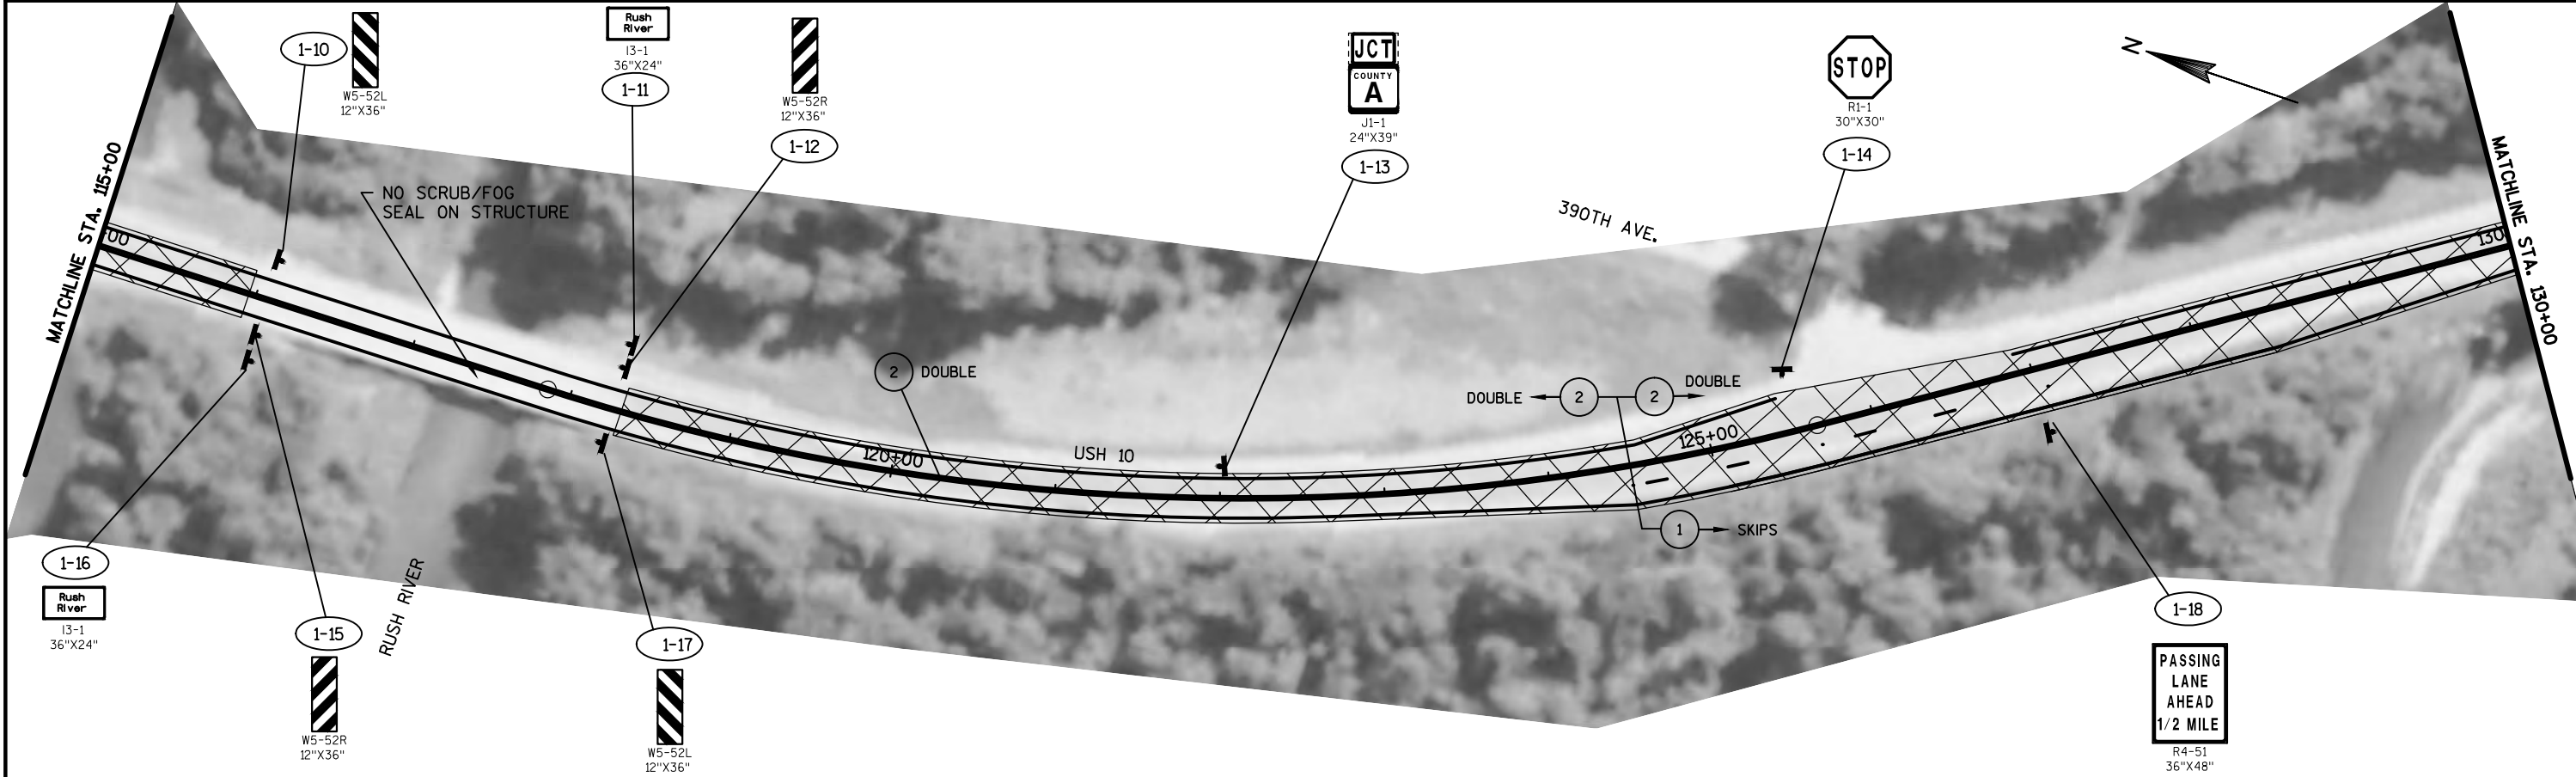 1-10
W5-52L
12"X36"
Rush
River
I3-1
36"X24"
1-11
W5-52R
12"X36"
1-12
JCT
COUNTY
A
J1-1
24"X39"
1-13
STOP
R1-1
30"X30"
1-14
N
MATCHLINE STA. 115+00
00
NO SCRUB/FOG
SEAL ON STRUCTURE
390TH AVE.
MATCHLINE STA. 130+00
130
2 DOUBLE
DOUBLE 2 2 DOUBLE
120+00
USH 10
125+00
1 SKIPS
1-16
Rush
River
I3-1
36"X24"
1-15
W5-52R
12"X36"
RUSH RIVER
1-17
W5-52L
12"X36"
1-18
PASSING
LANE
AHEAD
1/2 MILE
R4-51
36"X48"